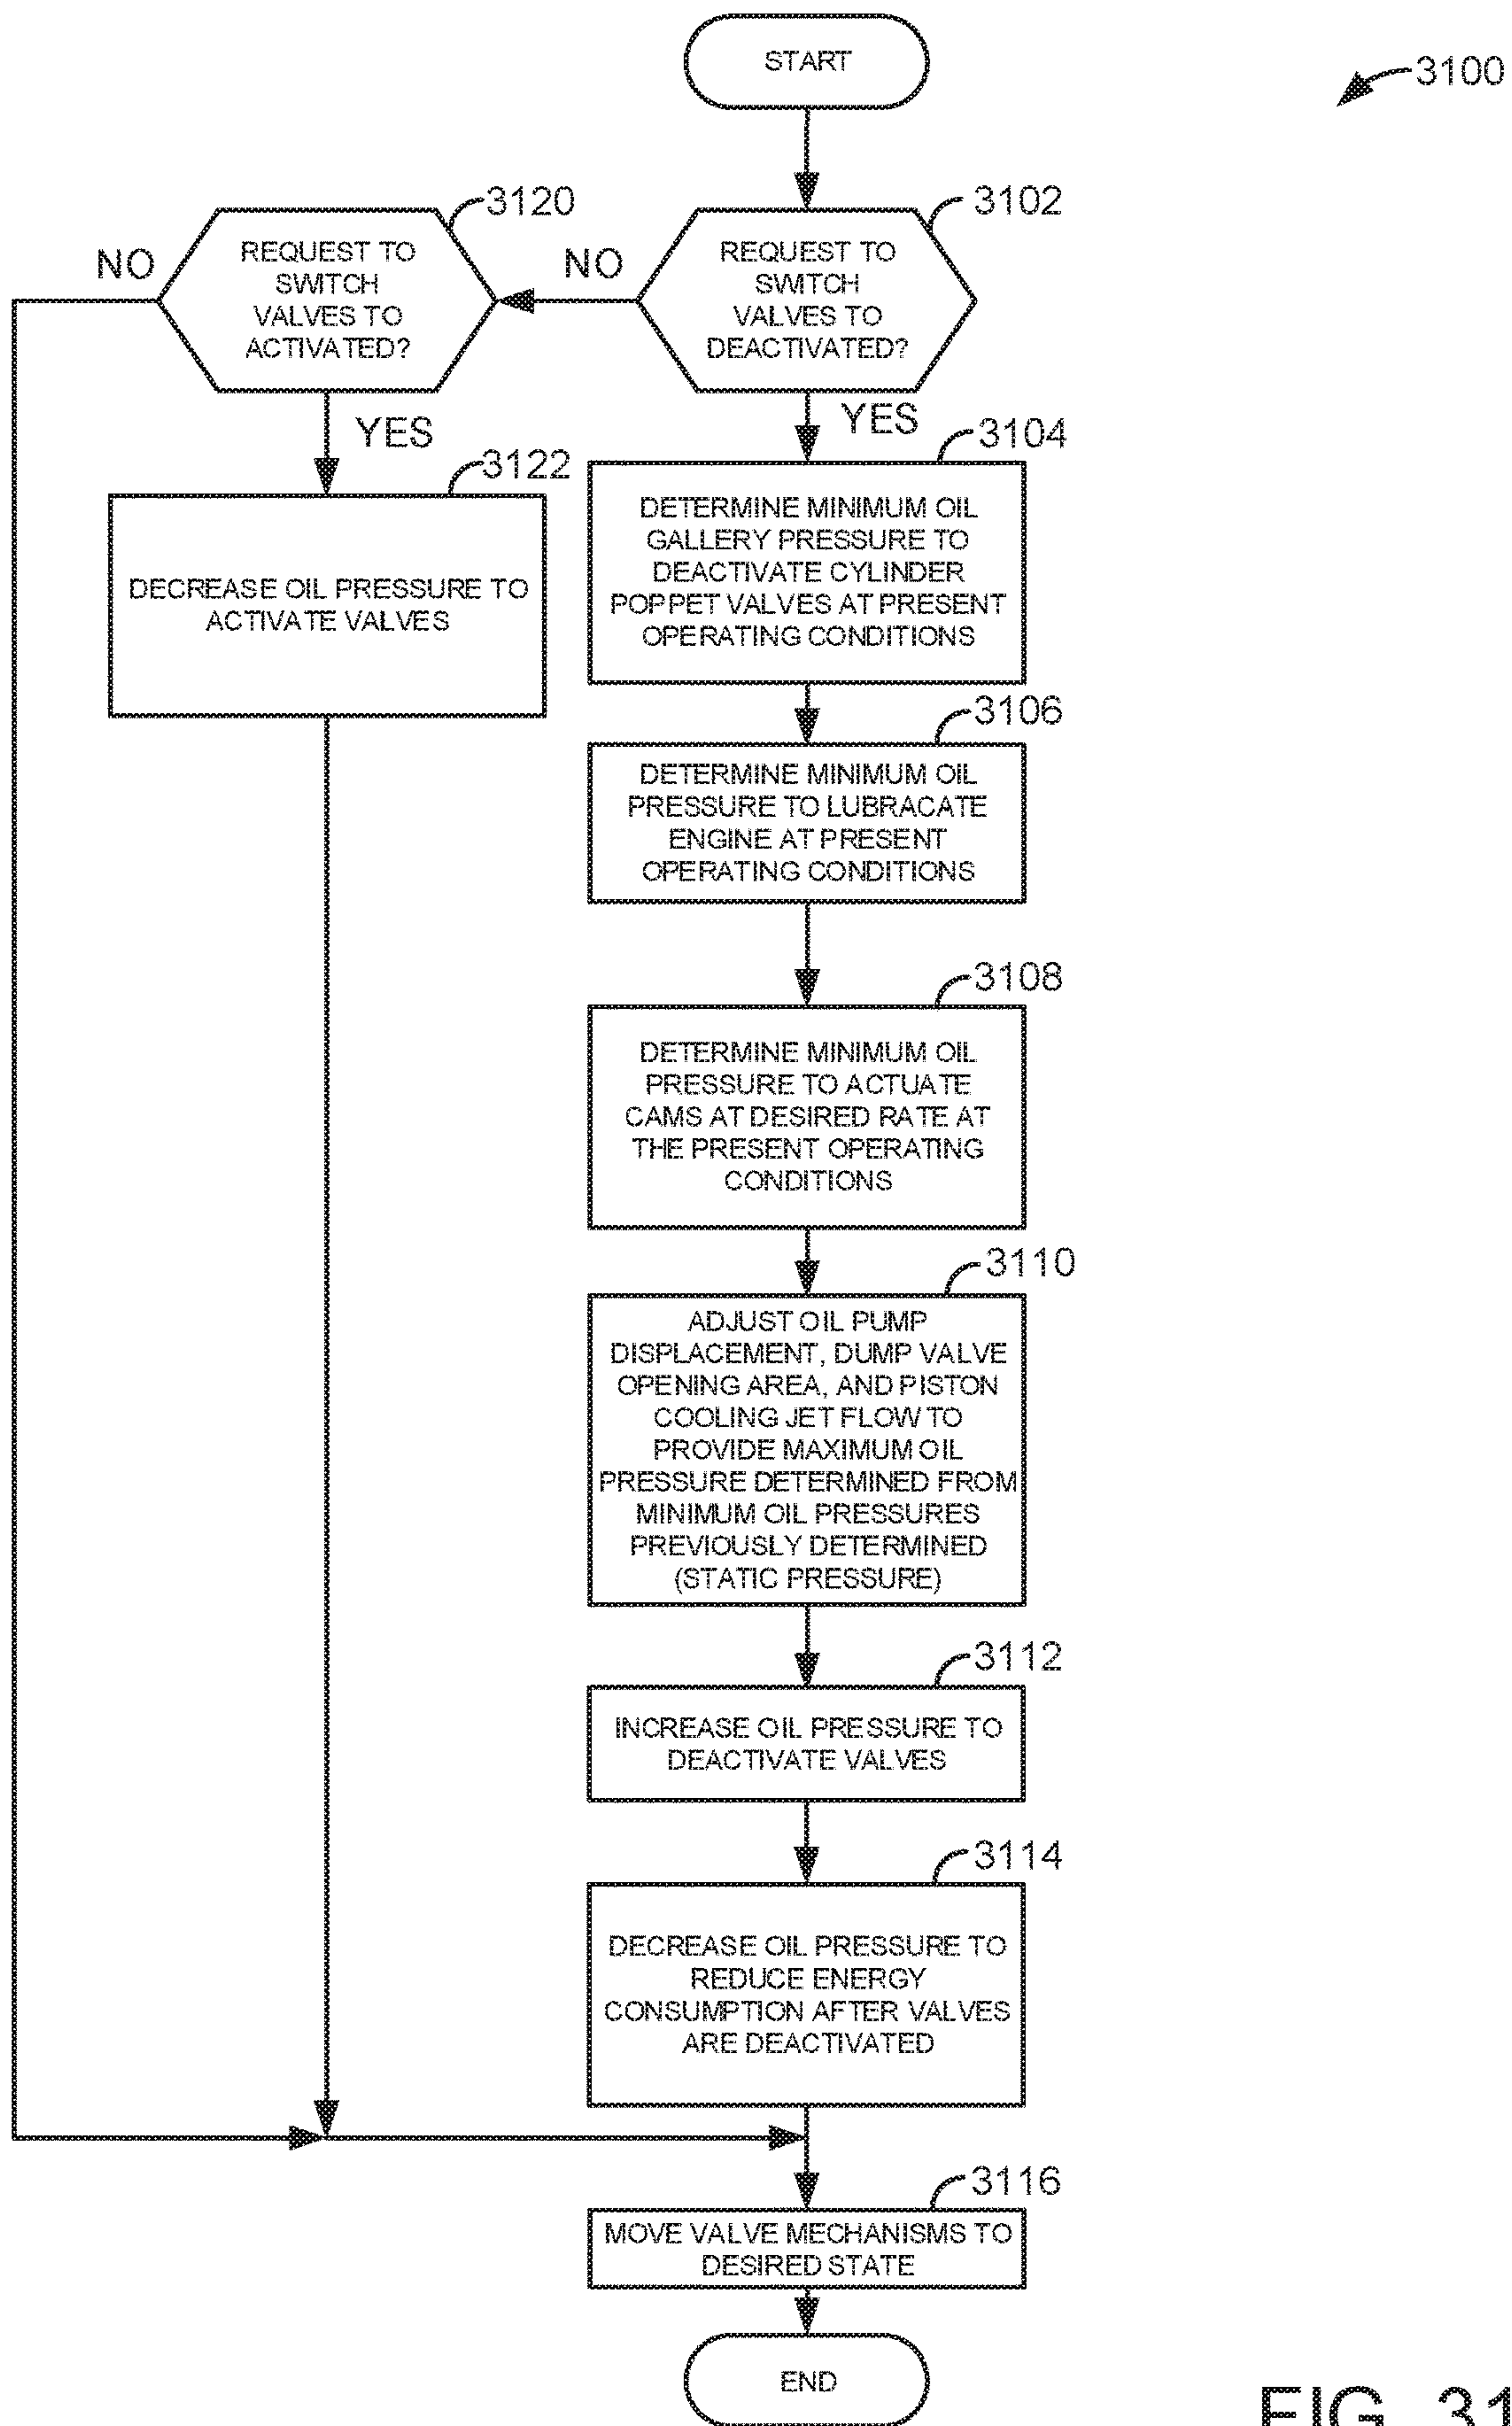 START
3100
3120
3102
NO
REQUEST TO
SWITCH
VALVES TO
ACTIVATED?
NO
REQUEST TO
SWITCH
VALVES TO
DEACTIVATED?
YES
YES
3122
3104
DECREASE OIL PRESSURE TO
ACTIVATE VALVES
DETERMINE MINIMUM OIL
GALLERY PRESSURE TO
DEACTIVATE CYLINDER
POPPET VALVES AT PRESENT
OPERATING CONDITIONS
3106
DETERMINE MINIMUM OIL
PRESSURE TO LUBRACATE
ENGINE AT PRESENT
OPERATING CONDITIONS
3108
DETERMINE MINIMUM OIL
PRESSURE TO ACTUATE
CAMS AT DESIRED RATE AT
THE PRESENT OPERATING
CONDITIONS
3110
ADJUST OIL PUMP
DISPLACEMENT, DUMP VALVE
OPENING AREA, AND PISTON
COOLING JET FLOW TO
PROVIDE MAXIMUM OIL
PRESSURE DETERMINED FROM
MINIMUM OIL PRESSURES
PREVIOUSLY DETERMINED
(STATIC PRESSURE)
3112
INCREASE OIL PRESSURE TO
DEACTIVATE VALVES
3114
DECREASE OIL PRESSURE TO
REDUCE ENERGY
CONSUMPTION AFTER VALVES
ARE DEACTIVATED
3116
MOVE VALVE MECHANISMS TO
DESIRED STATE
END
FIG. 31